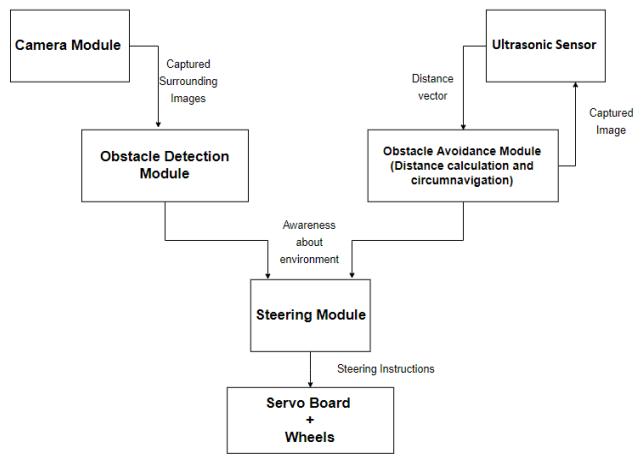 Camera Module
Ultrasonic Sensor
Captured
Surrounding
Images
Distance
vector
Captured
Image
Obstacle Detection
Module
Obstacle Avoidance Module
(Distance calculation and
circumnavigation)
Awareness
about
environment
Steering Module
Steering Instructions
Servo Board
+
Wheels